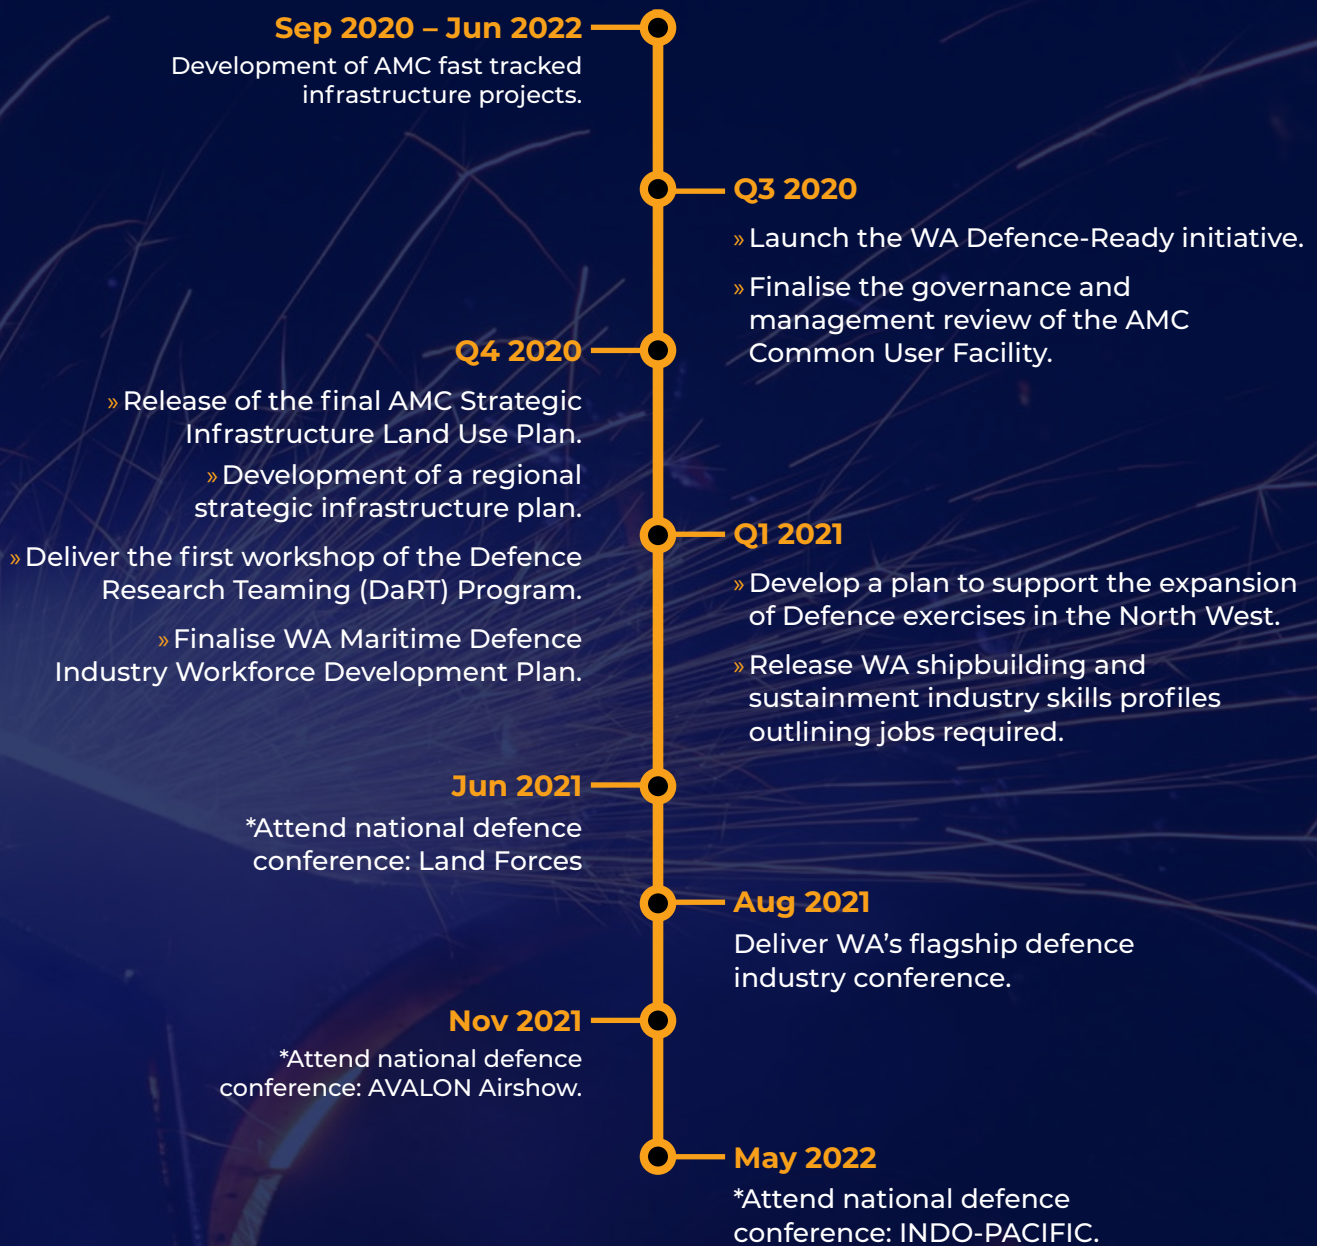 Sep 2020 – Jun 2022
Development of AMC fast tracked
infrastructure projects.
Q3 2020
» Launch the WA Defence-Ready initiative.
» Finalise the governance and
management review of the AMC
Common User Facility.
Q4 2020
» Release of the final AMC Strategic
Infrastructure Land Use Plan.
» Development of a regional
strategic infrastructure plan.
» Deliver the first workshop of the Defence
Research Teaming (DaRT) Program.
» Finalise WA Maritime Defence
Industry Workforce Development Plan.
Q1 2021
» Develop a plan to support the expansion
of Defence exercises in the North West.
» Release WA shipbuilding and
sustainment industry skills profiles
outlining jobs required.
Jun 2021
*Attend national defence
conference: Land Forces
Aug 2021
Deliver WA’s flagship defence
industry conference.
Nov 2021
*Attend national defence
conference: AVALON Airshow.
May 2022
*Attend national defence
conference: INDO-PACIFIC.